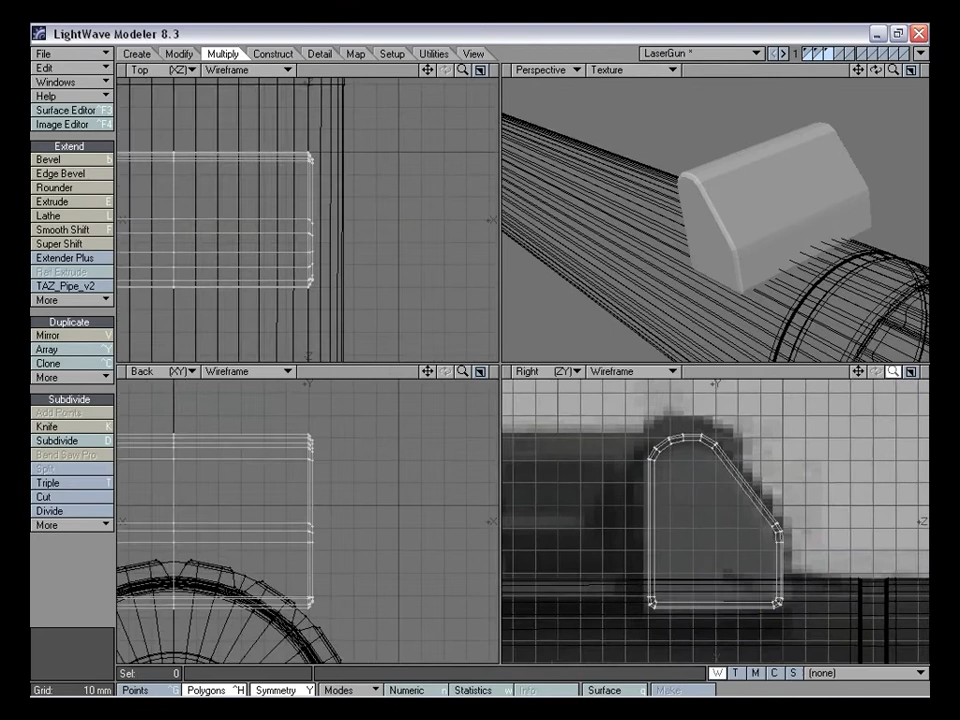 LightWave Modeler 8.3
File Create Modify Multiply Construct Detail Map Setup Utilities View LaserGun * 1
Edit Top (XZ) Wireframe Perspective Texture
Windows
Help
Surface Editor ^F3
Image Editor ^F4
Extend
Bevel b
Edge Bevel
Rounder
Extrude E
Lathe L
Smooth Shift F
Super Shift
Extender Plus
Rail Extrude
TAZ_Pipe_v2
More
Duplicate
Mirror V
Array ^Y
Clone ^C
More
Back (XY) Wireframe Right (ZY) Wireframe
Subdivide
Add Points
Knife K
Subdivide D
Band Saw Pro
Split
Triple T
Cut
Divide
More
Sel: 0 W T M C S (none)
Grid: 10 mm Points ^G Polygons ^H Symmetry Y Modes Numeric n Statistics w Info Surface q Make